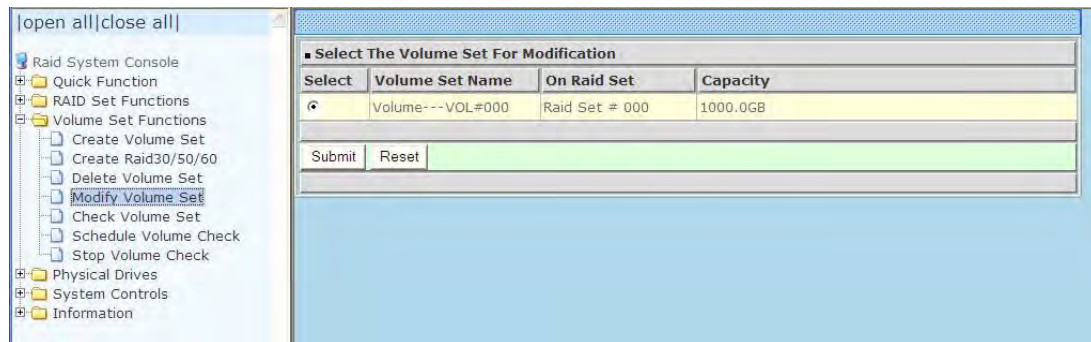 |open all|close all|
Raid System Console
Quick Function
RAID Set Functions
Volume Set Functions
Create Volume Set
Create Raid30/50/60
Delete Volume Set
Modify Volume Set
Check Volume Set
Schedule Volume Check
Stop Volume Check
Physical Drives
System Controls
Information
Select The Volume Set For Modification
Select Volume Set Name On Raid Set Capacity
Volume---VOL#000 Raid Set # 000 1000.0GB
Submit Reset